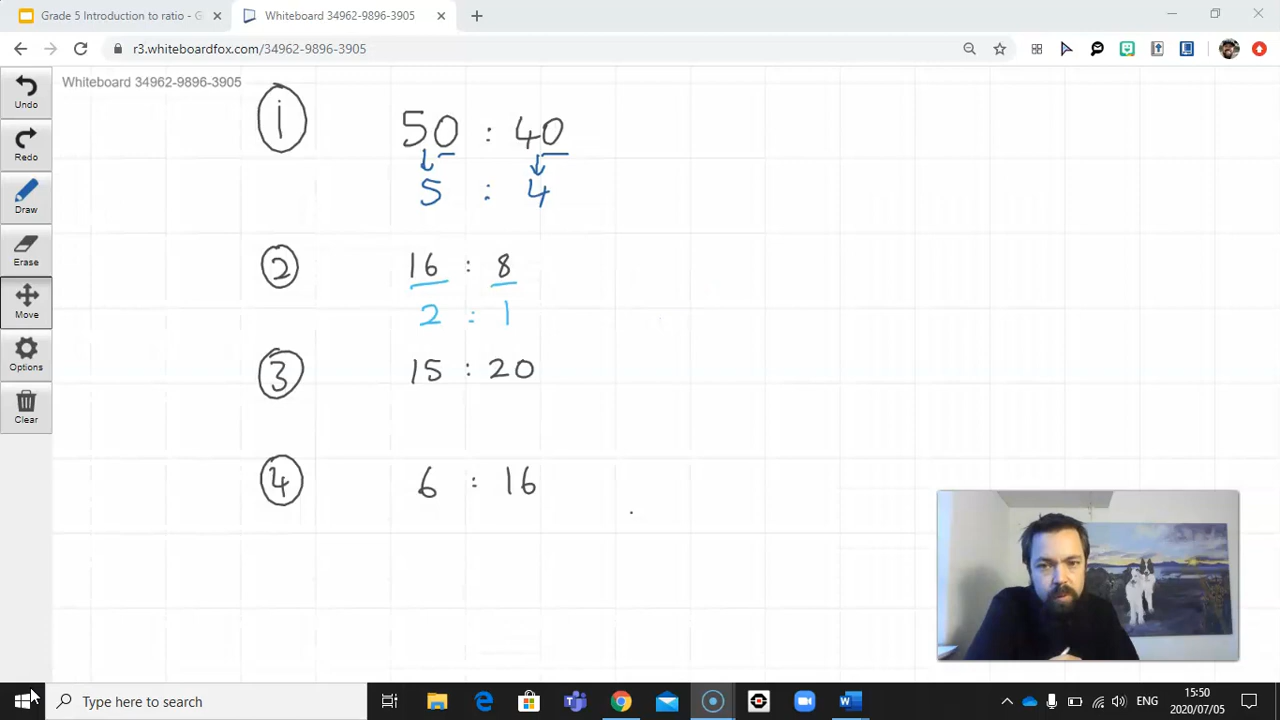 Grade 5 Introduction to ratio - G
Whiteboard 34962-9896-3905
r3.whiteboardfox.com/34962-9896-3905
Whiteboard 34962-9896-3905
Undo
Redo
Draw
Erase
Move
Options
Clear
1 50 : 40
5 : 4
2 16 : 8
2 : 1
3 15 : 20
4 6 : 16
Type here to search
ENG
15:50
2020/07/05